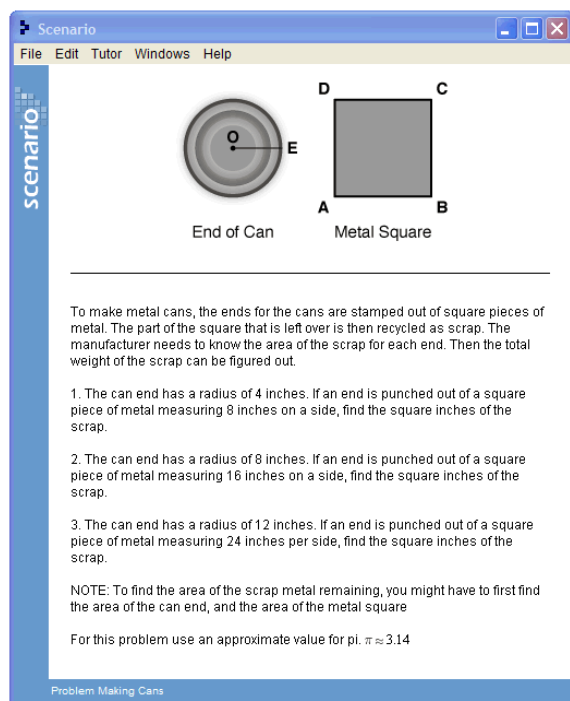 Scenario
File Edit Tutor Windows Help
scenario
D C
O E
A B
End of Can Metal Square
To make metal cans, the ends for the cans are stamped out of square pieces of
metal. The part of the square that is left over is then recycled as scrap. The
manufacturer needs to know the area of the scrap for each end. Then the total
weight of the scrap can be figured out.
1. The can end has a radius of 4 inches. If an end is punched out of a square
piece of metal measuring 8 inches on a side, find the square inches of the
scrap.
2. The can end has a radius of 8 inches. If an end is punched out of a square
piece of metal measuring 16 inches on a side, find the square inches of the
scrap.
3. The can end has a radius of 12 inches. If an end is punched out of a square
piece of metal measuring 24 inches per side, find the square inches of the
scrap.
NOTE: To find the area of the scrap metal remaining, you might have to first find
the area of the can end, and the area of the metal square
For this problem use an approximate value for pi. π ≈ 3.14
Problem Making Cans